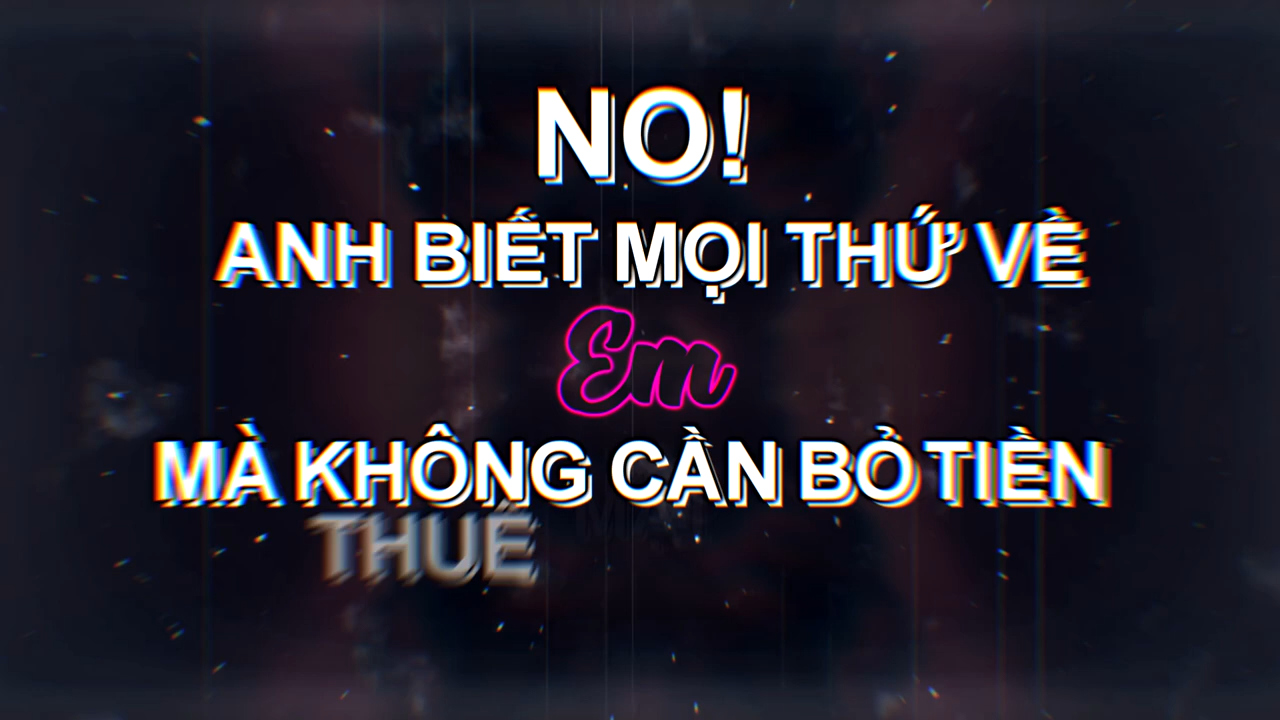 NO!
ANH BIẾT MỌI THỨ VỀ
Em
MÀ KHÔNG CẦN BỎ TIỀN
THUÊ